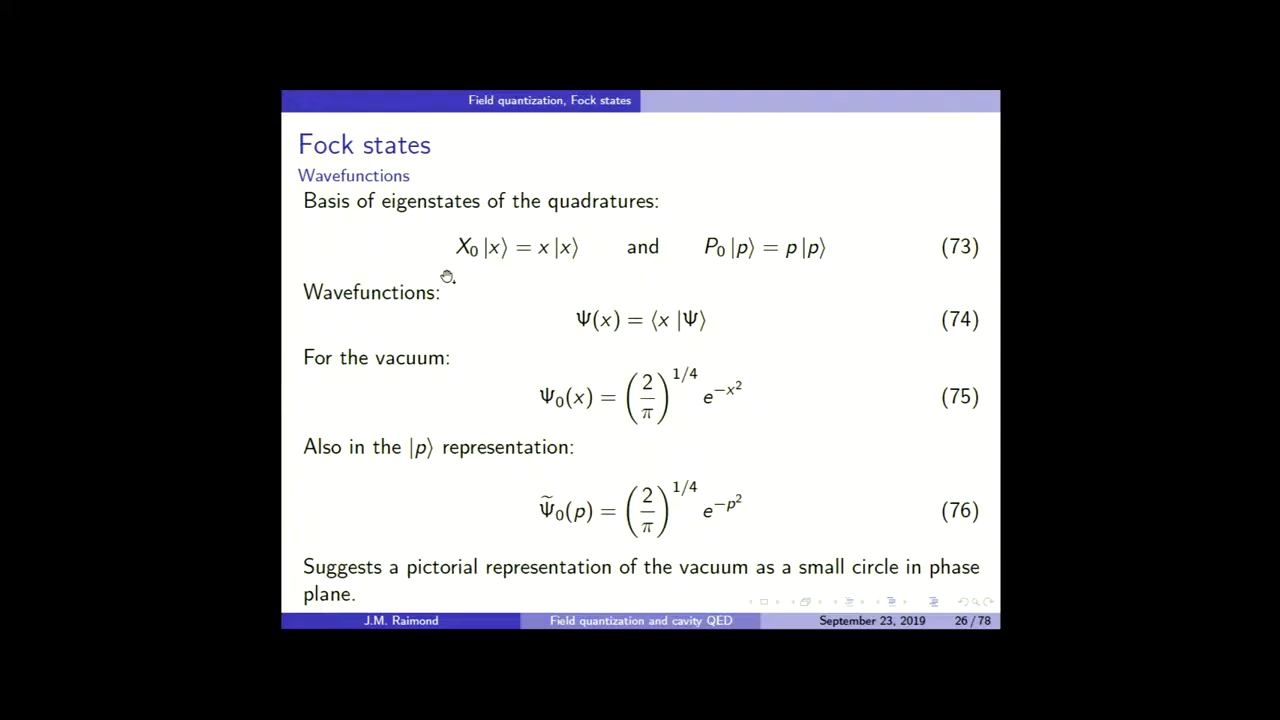 Field quantization, Fock states
Fock states
Wavefunctions
Basis of eigenstates of the quadratures:
X₀ |x⟩ = x |x⟩ and P₀ |p⟩ = p |p⟩ (73)
Wavefunctions:
Ψ(x) = ⟨x |Ψ⟩ (74)
For the vacuum:
Ψ₀(x) = (2/π)^{1/4} e^{−x²} (75)
Also in the |p⟩ representation:
Ψ̃₀(p) = (2/π)^{1/4} e^{−p²} (76)
Suggests a pictorial representation of the vacuum as a small circle in phase
plane.
J.M. Raimond Field quantization and cavity QED September 23, 2019 26 / 78